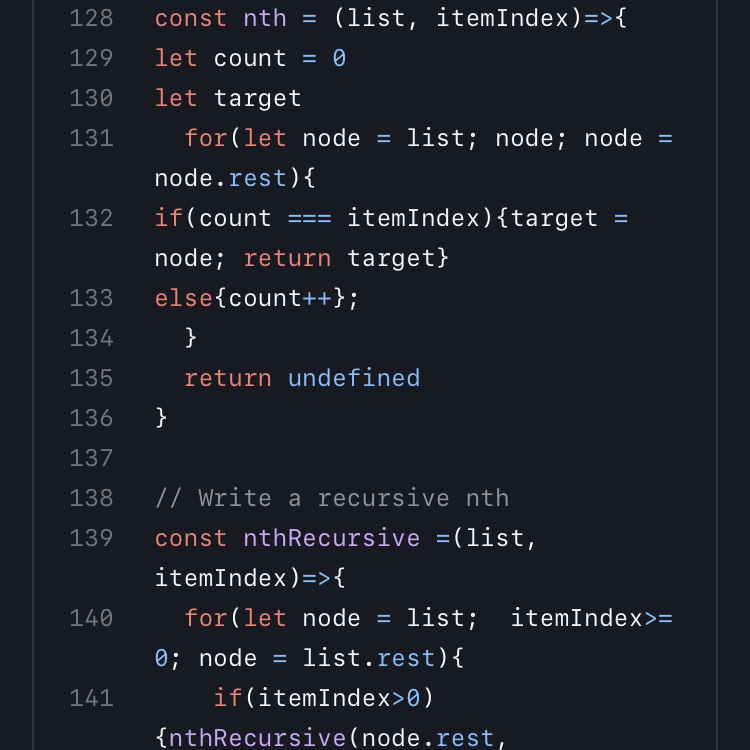 128 const nth = (list, itemIndex)=>{
129 let count = 0
130 let target
131   for(let node = list; node; node =
node.rest){
132 if(count === itemIndex){target =
node; return target}
133 else{count++};
134   }
135   return undefined
136 }
137
138 // Write a recursive nth
139 const nthRecursive =(list,
itemIndex)=>{
140   for(let node = list;  itemIndex>=
0; node = list.rest){
141     if(itemIndex>0)
{nthRecursive(node.rest,